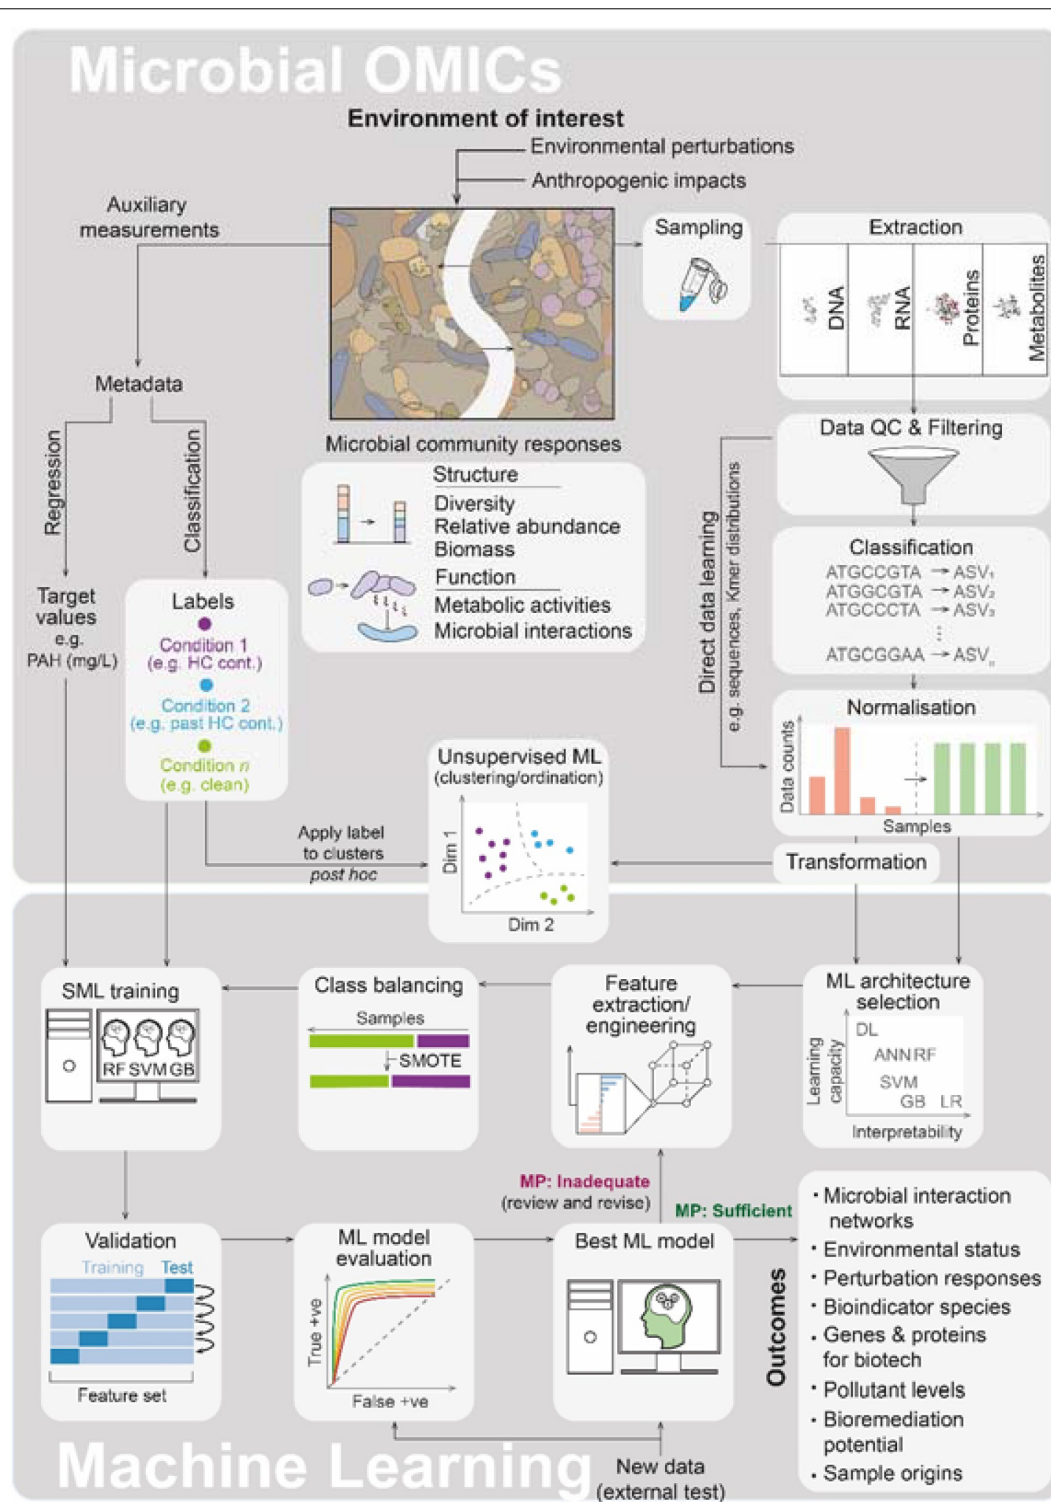 Microbial OMICs
Environment of interest
Environmental perturbations
Anthropogenic impacts
Auxiliary
measurements
Sampling
Extraction
DNA
RNA
Proteins
Metabolites
Metadata
Regression
Classification
Microbial community responses
Structure
Diversity
Relative abundance
Biomass
Function
Metabolic activities
Microbial interactions
Data QC & Filtering
Direct data learning
e.g. sequences, Kmer distributions
Classification
ATGCCGTA → ASV₁
ATGGCGTA → ASV₂
ATGCCCTA → ASV₃
⋮
ATGCGGAA → ASVₙ
Target
values
e.g.
PAH (mg/L)
Labels
Condition 1
(e.g. HC cont.)
Condition 2
(e.g. past HC cont.)
Condition n
(e.g. clean)
Normalisation
Data counts
Samples
Transformation
Unsupervised ML
(clustering/ordination)
Dim 1
Dim 2
Apply label
to clusters
post hoc
SML training
RF SVM GB
Class balancing
Samples
SMOTE
Feature
extraction/
engineering
ML architecture
selection
Learning
capacity
DL
ANN RF
SVM
GB LR
Interpretability
MP: Inadequate
(review and revise)
MP: Sufficient
Validation
Training Test
Feature set
ML model
evaluation
True +ve
False +ve
Best ML model
Outcomes
• Microbial interaction
networks
• Environmental status
• Perturbation responses
• Bioindicator species
• Genes & proteins
for biotech
• Pollutant levels
• Bioremediation
potential
• Sample origins
New data
(external test)
Machine Learning